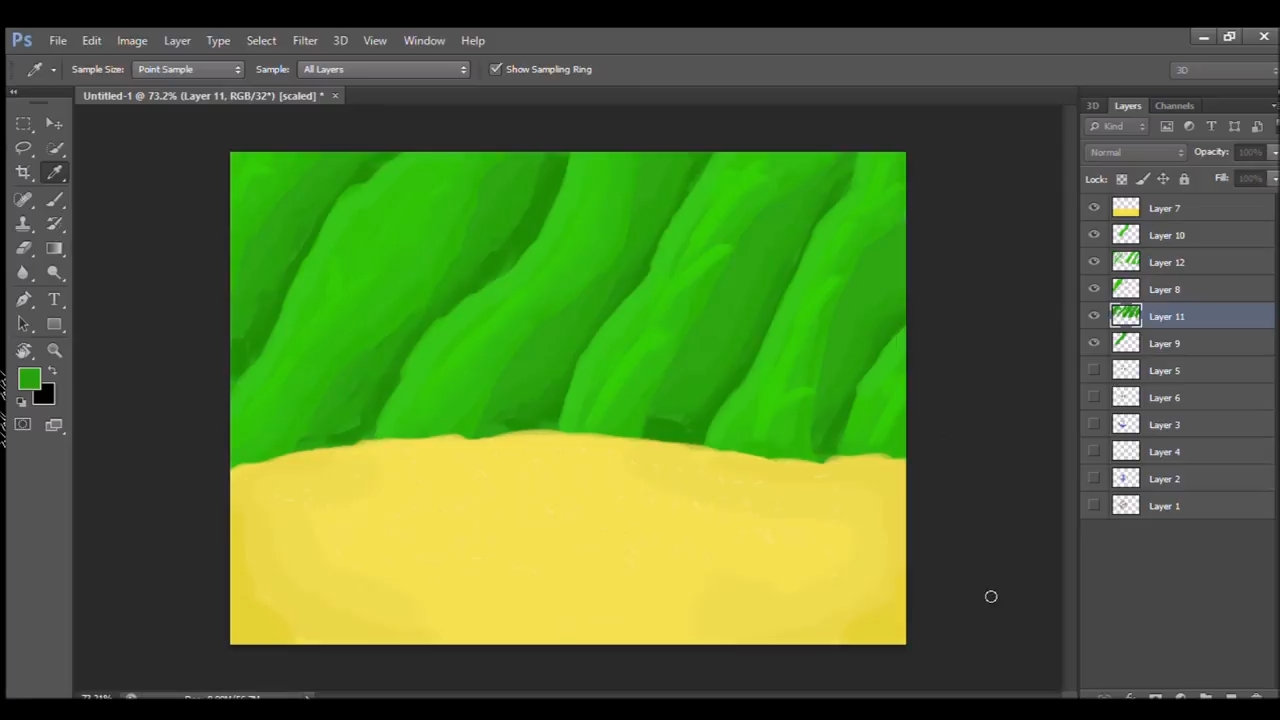 Ps File Edit Image Layer Type Select Filter 3D View Window Help
Sample Size: Point Sample Sample: All Layers Show Sampling Ring 3D
Untitled-1 @ 73.2% (Layer 11, RGB/32*) [scaled] * ×
3D Layers Channels
Kind
Normal Opacity: 100%
Lock: Fill: 100%
Layer 7
Layer 10
Layer 12
Layer 8
Layer 11
Layer 9
Layer 5
Layer 6
Layer 3
Layer 4
Layer 2
Layer 1